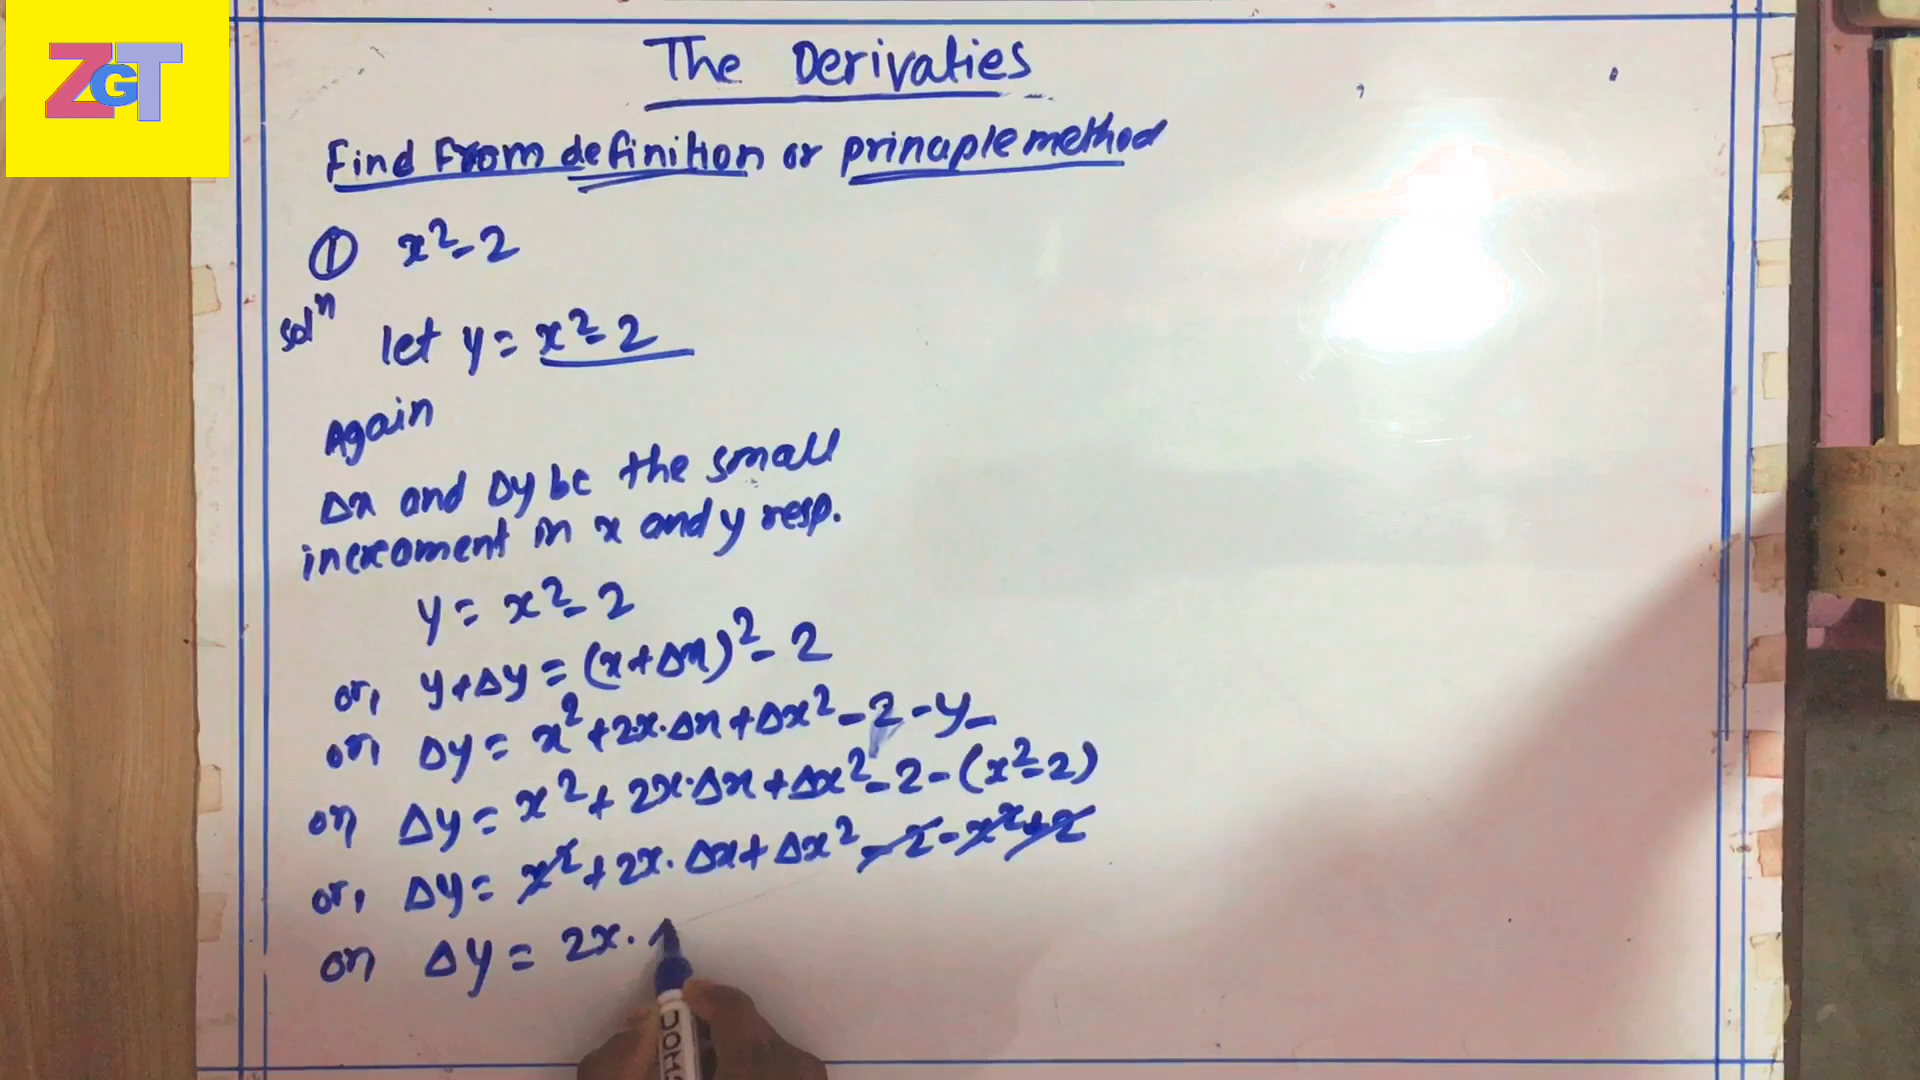 ZGT
The Derivaties
Find From definition or principle method
① x²-2
Solⁿ
let y = x²-2
Again
Δx and Δy be the small
increament in x and y resp.
y = x²-2
or, y+Δy = (x+Δx)²-2
or, Δy = x²+2x.Δx+Δx²-2-y-
or, Δy = x²+2x.Δx+Δx²-2-(x²-2)
or, Δy = x²+2x.Δx+Δx²-2-x²+2
or, Δy = 2x.